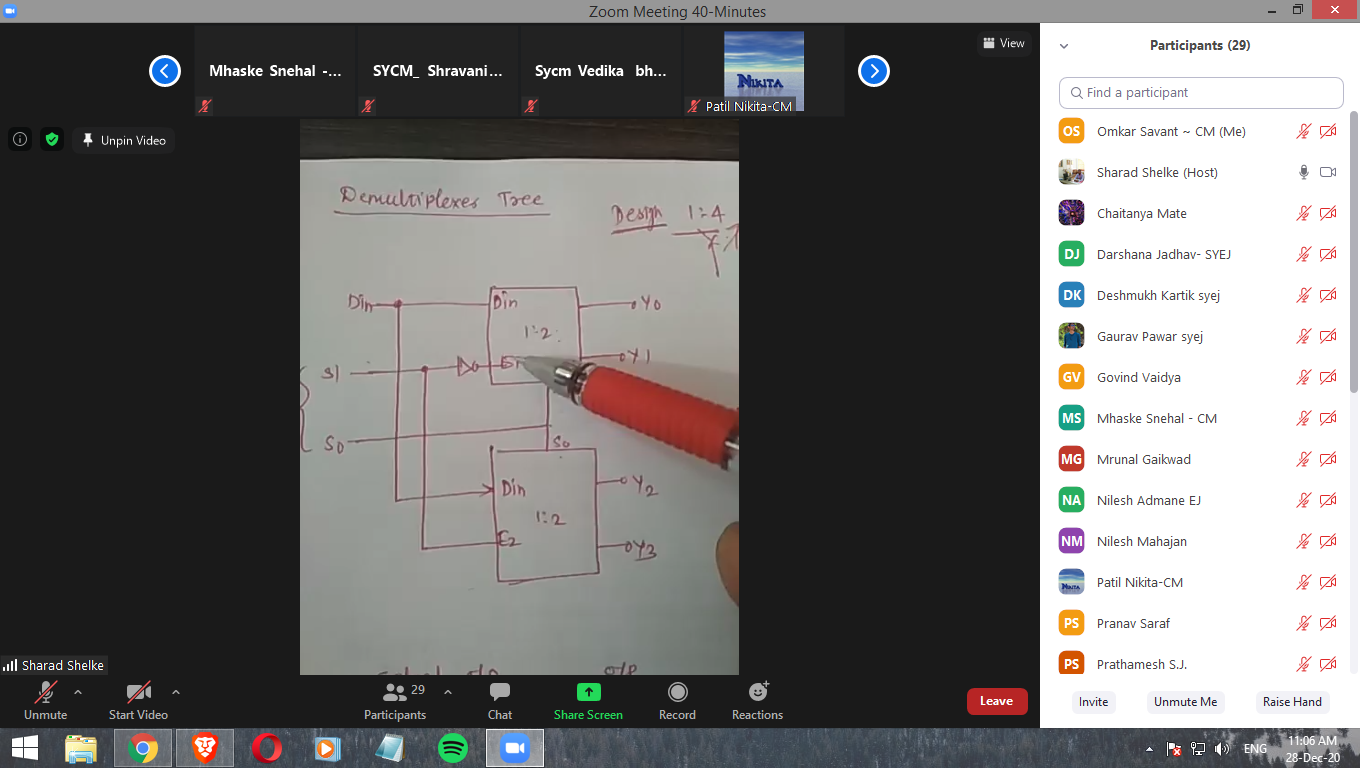 Zoom Meeting 40-Minutes
View
Mhaske Snehal -...
SYCM_ Shravani...
Sycm Vedika bh...
NIKITA
Patil Nikita-CM
Unpin Video
Demultiplexer Tree
Design 1:4
Din
Din
1:2
Y0
Y1
S1
S0
S0
Din
1:2
E2
Y2
Y3
O/P
Sharad Shelke
Participants (29)
Find a participant
OS Omkar Savant ~ CM (Me)
Sharad Shelke (Host)
Chaitanya Mate
DJ Darshana Jadhav- SYEJ
DK Deshmukh Kartik syej
Gaurav Pawar syej
GV Govind Vaidya
MS Mhaske Snehal - CM
MG Mrunal Gaikwad
NA Nilesh Admane EJ
NM Nilesh Mahajan
NIKITA Patil Nikita-CM
PS Pranav Saraf
PS Prathamesh S.J.
Unmute
Start Video
29
Participants
Chat
Share Screen
Record
Reactions
Leave
Invite
Unmute Me
Raise Hand
ENG
11:06 AM
28-Dec-20